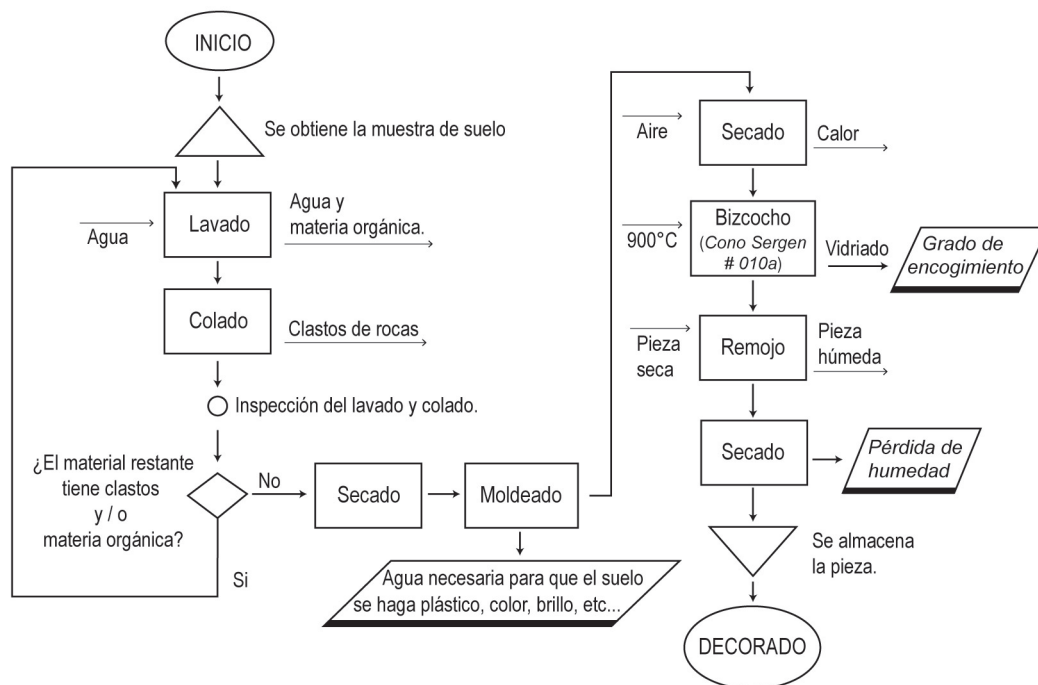 INICIO
Se obtiene la muestra de suelo
Agua
Lavado
Agua y
materia orgánica.
Colado
Clastos de rocas
Inspección del lavado y colado.
¿El material restante
tiene clastos
y / o
materia orgánica?
No
Si
Secado
Moldeado
Agua necesaria para que el suelo
se haga plástico, color, brillo, etc...
Aire
Secado
Calor
900°C
Bizcocho
(Cono Sergen
# 010a)
Vidriado
Grado de
encogimiento
Pieza
seca
Remojo
Pieza
húmeda
Secado
Pérdida de
humedad
Se almacena
la pieza.
DECORADO